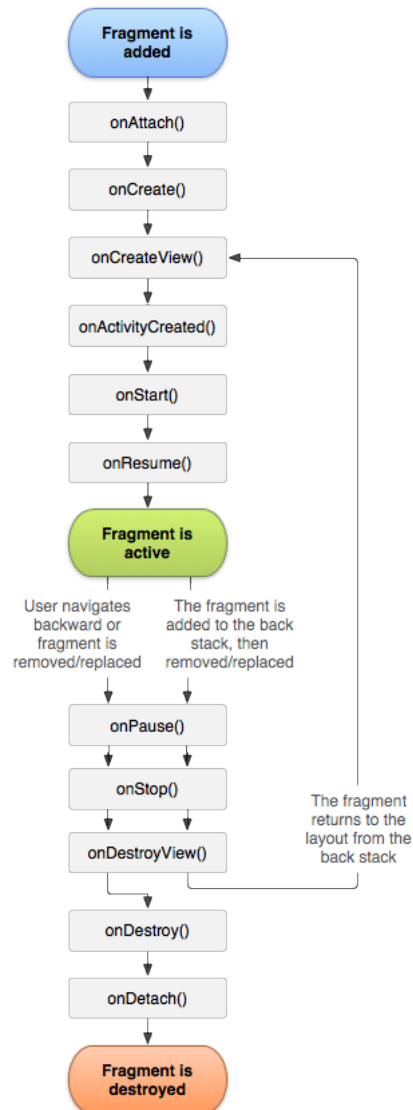 Fragment is
added
onAttach()
onCreate()
onCreateView()
onActivityCreated()
onStart()
onResume()
Fragment is
active
User navigates
backward or
fragment is
removed/replaced
The fragment is
added to the back
stack, then
removed/replaced
onPause()
onStop()
onDestroyView()
The fragment
returns to the
layout from the
back stack
onDestroy()
onDetach()
Fragment is
destroyed